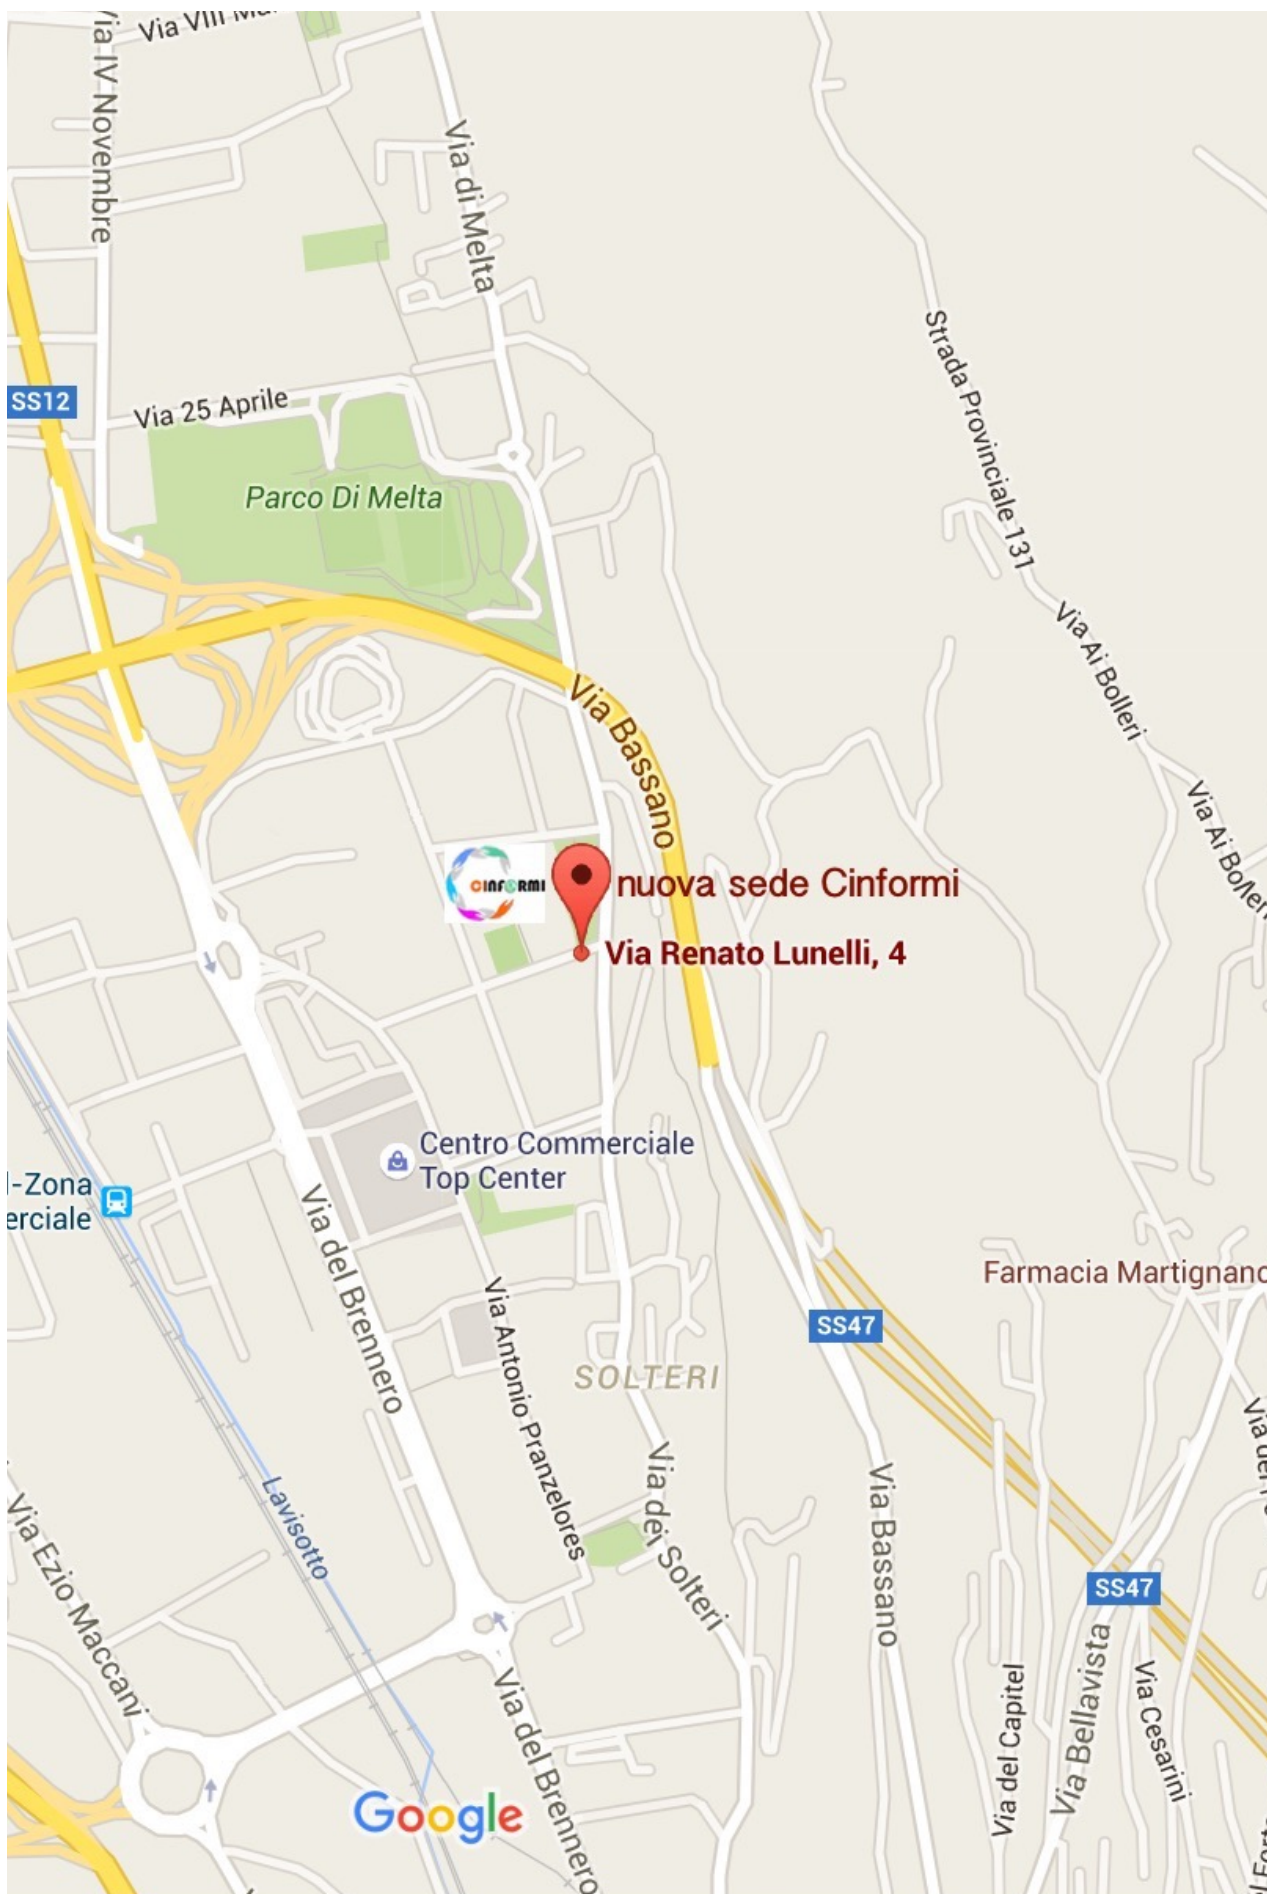 Via VIII
Via IV Novembre
Via di Melta
Strada Provinciale 131
SS12
Via 25 Aprile
Parco Di Melta
Via Ai Bolleri
Via Bassano
Via Ai Bolleri
CINFORMI
nuova sede Cinformi
Via Renato Lunelli, 4
Centro Commerciale
Top Center
l-Zona
erciale
Via del Brennero
Farmacia Martignano
Via Antonio Pranzelores
SS47
SOLTERI
Via dei Solteri
Via Bassano
Lavisotto
Via Ezio Maccani
SS47
Via del Capitel
Via Bellavista
Via Cesarini
Via del Brennero
Google